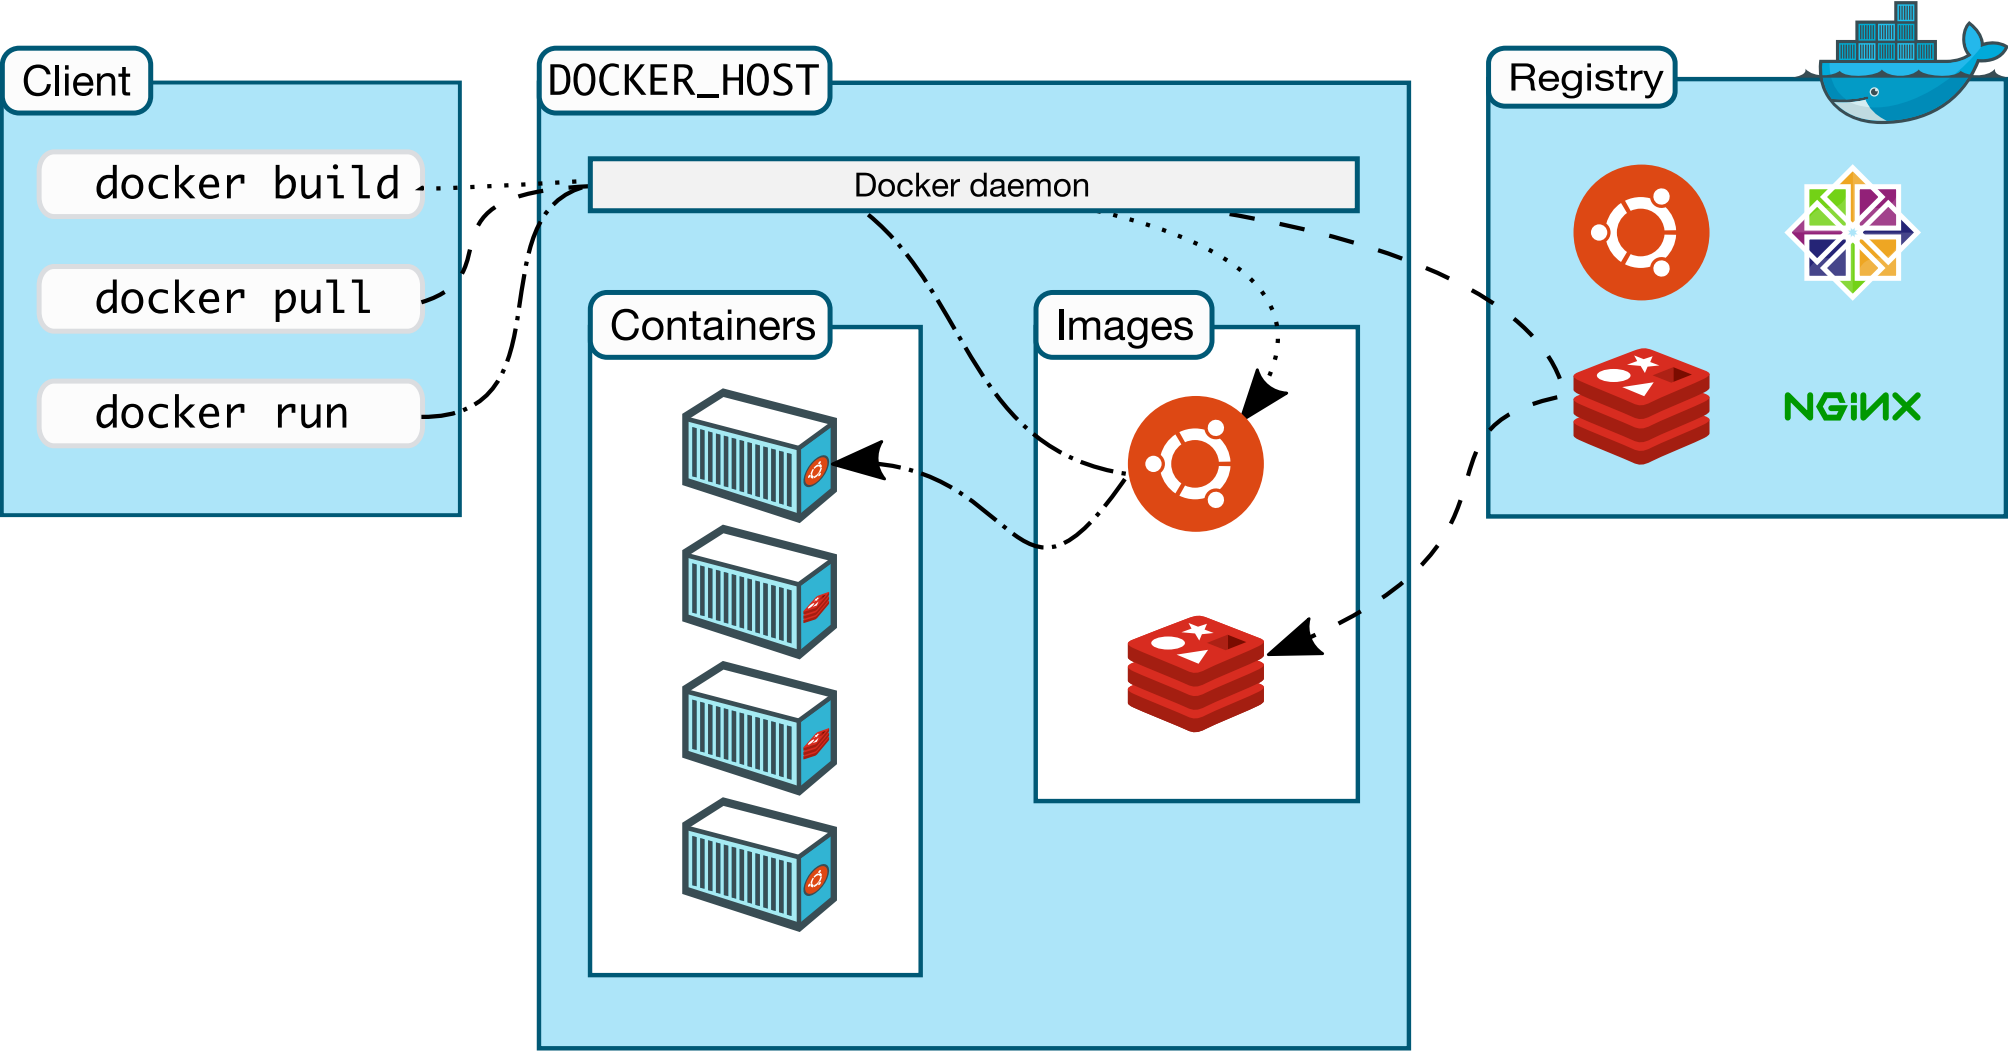 Client
docker build
docker pull
docker run
DOCKER_HOST
Docker daemon
Containers
Images
Registry
NGINX